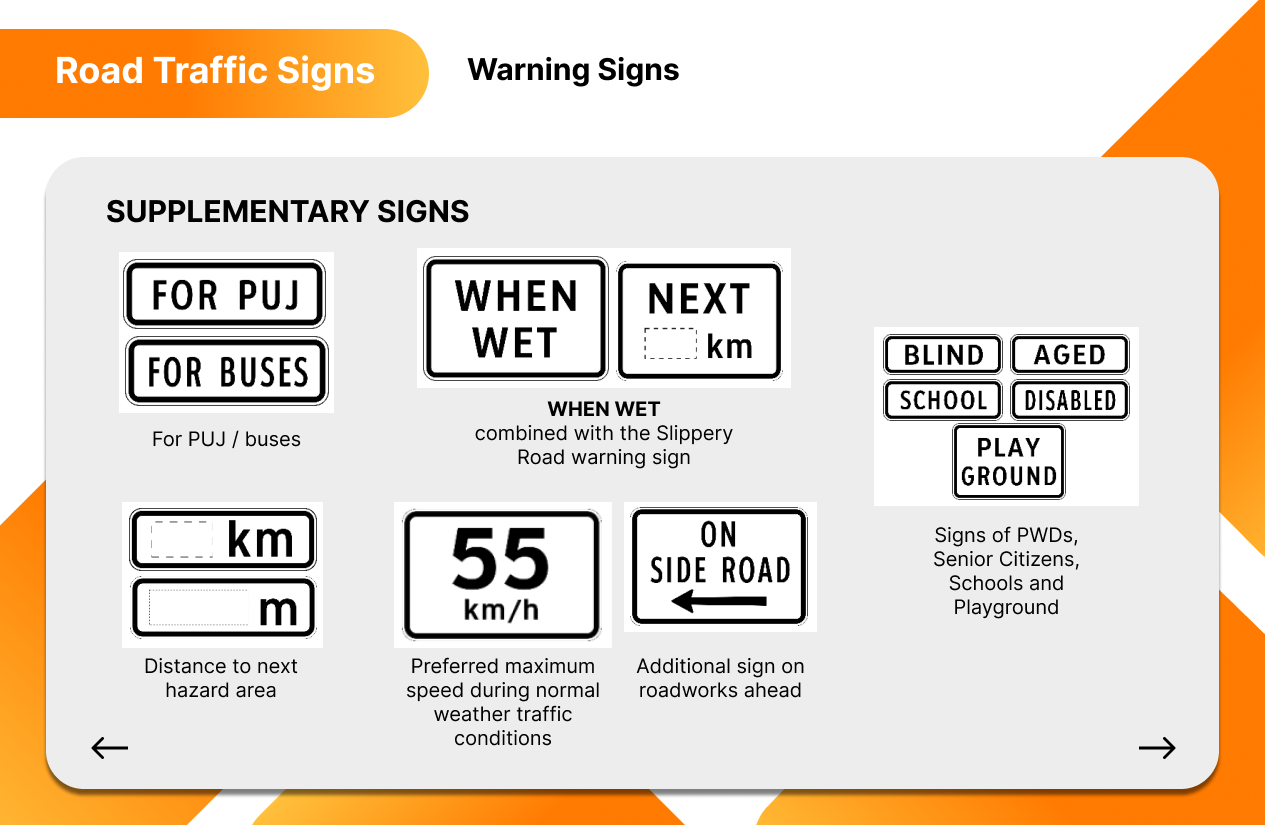 Road Traffic Signs
Warning Signs
SUPPLEMENTARY SIGNS
FOR PUJ
FOR BUSES
For PUJ / buses
WHEN
WET
NEXT
km
WHEN WET
combined with the Slippery
Road warning sign
BLIND
AGED
SCHOOL
DISABLED
PLAY
GROUND
Signs of PWDs,
Senior Citizens,
Schools and
Playground
km
m
Distance to next
hazard area
55
km/h
Preferred maximum
speed during normal
weather traffic
conditions
ON
SIDE ROAD
Additional sign on
roadworks ahead